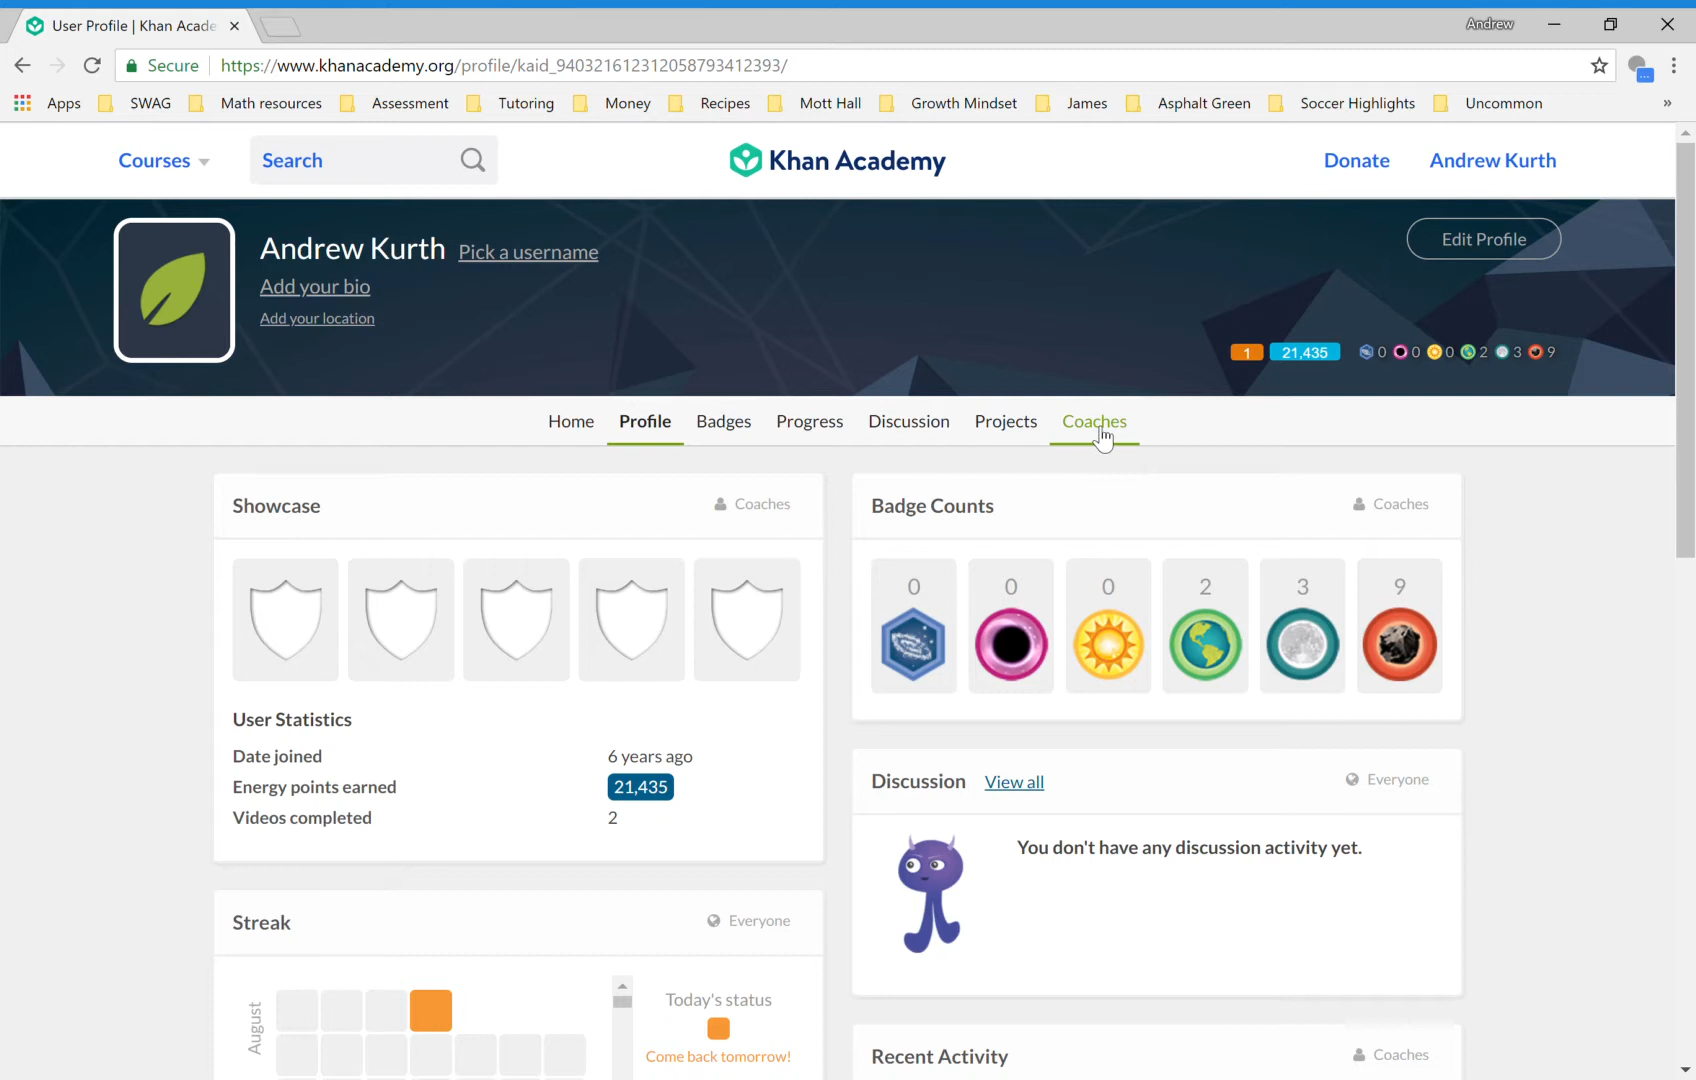 User Profile | Khan Acade
Andrew
Secure https://www.khanacademy.org/profile/kaid_940321612312058793412393/
Apps SWAG Math resources Assessment Tutoring Money Recipes Mott Hall Growth Mindset James Asphalt Green Soccer Highlights Uncommon »
Courses Search Khan Academy Donate Andrew Kurth
Andrew Kurth Pick a username Edit Profile
Add your bio
Add your location
1 21,435 0 0 0 2 3 9
Home Profile Badges Progress Discussion Projects Coaches
Showcase Coaches
User Statistics
Date joined 6 years ago
Energy points earned 21,435
Videos completed 2
Badge Counts Coaches
0 0 0 2 3 9
Discussion View all Everyone
You don't have any discussion activity yet.
Streak Everyone
August
Today's status
Come back tomorrow!
Recent Activity Coaches